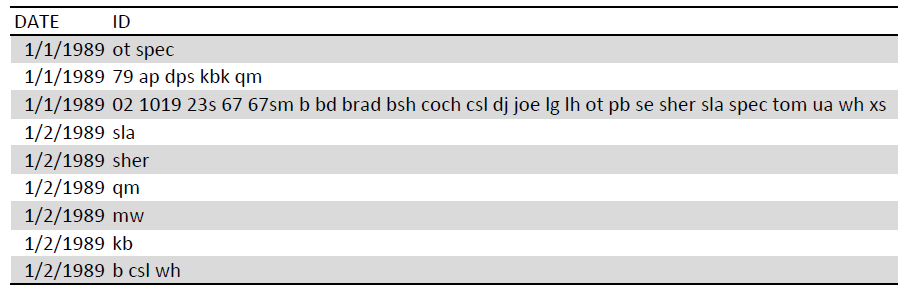 DATE ID
1/1/1989 ot spec
1/1/1989 79 ap dps kbk qm
1/1/1989 02 1019 23s 67 67sm b bd brad bsh coch csl dj joe lg lh ot pb se sher sla spec tom ua wh xs
1/2/1989 sla
1/2/1989 sher
1/2/1989 qm
1/2/1989 mw
1/2/1989 kb
1/2/1989 b csl wh